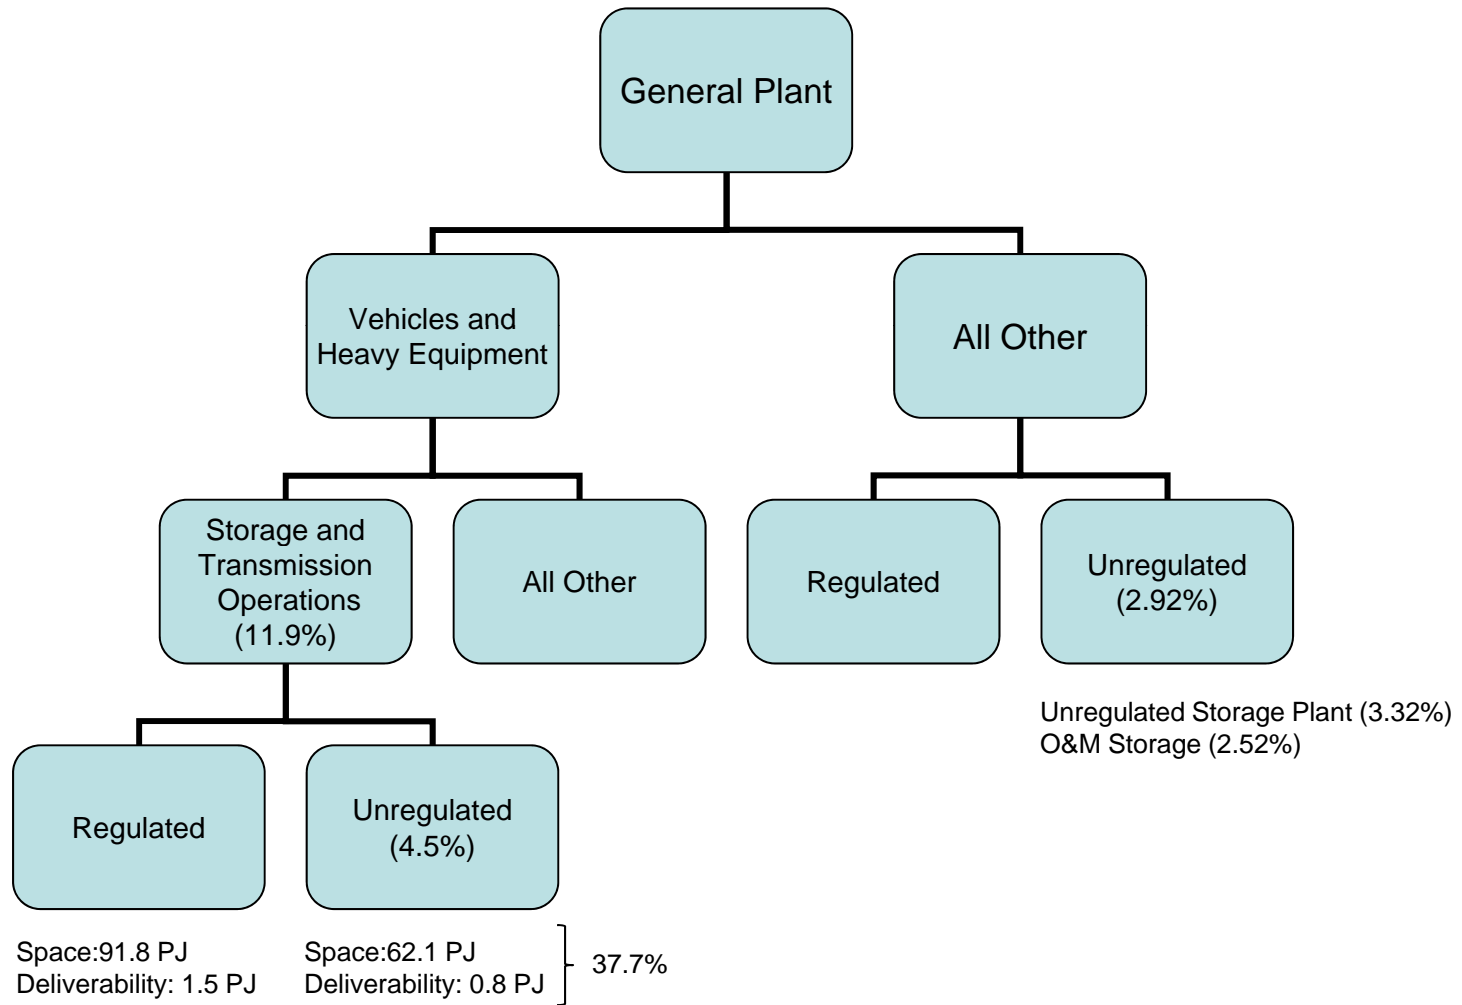 General Plant
Vehicles and
Heavy Equipment
All Other
Storage and
Transmission
Operations
(11.9%)
All Other
Regulated
Unregulated
(2.92%)
Unregulated Storage Plant (3.32%)
O&M Storage (2.52%)
Regulated
Unregulated
(4.5%)
Space:91.8 PJ
Deliverability: 1.5 PJ
Space:62.1 PJ
Deliverability: 0.8 PJ
37.7%